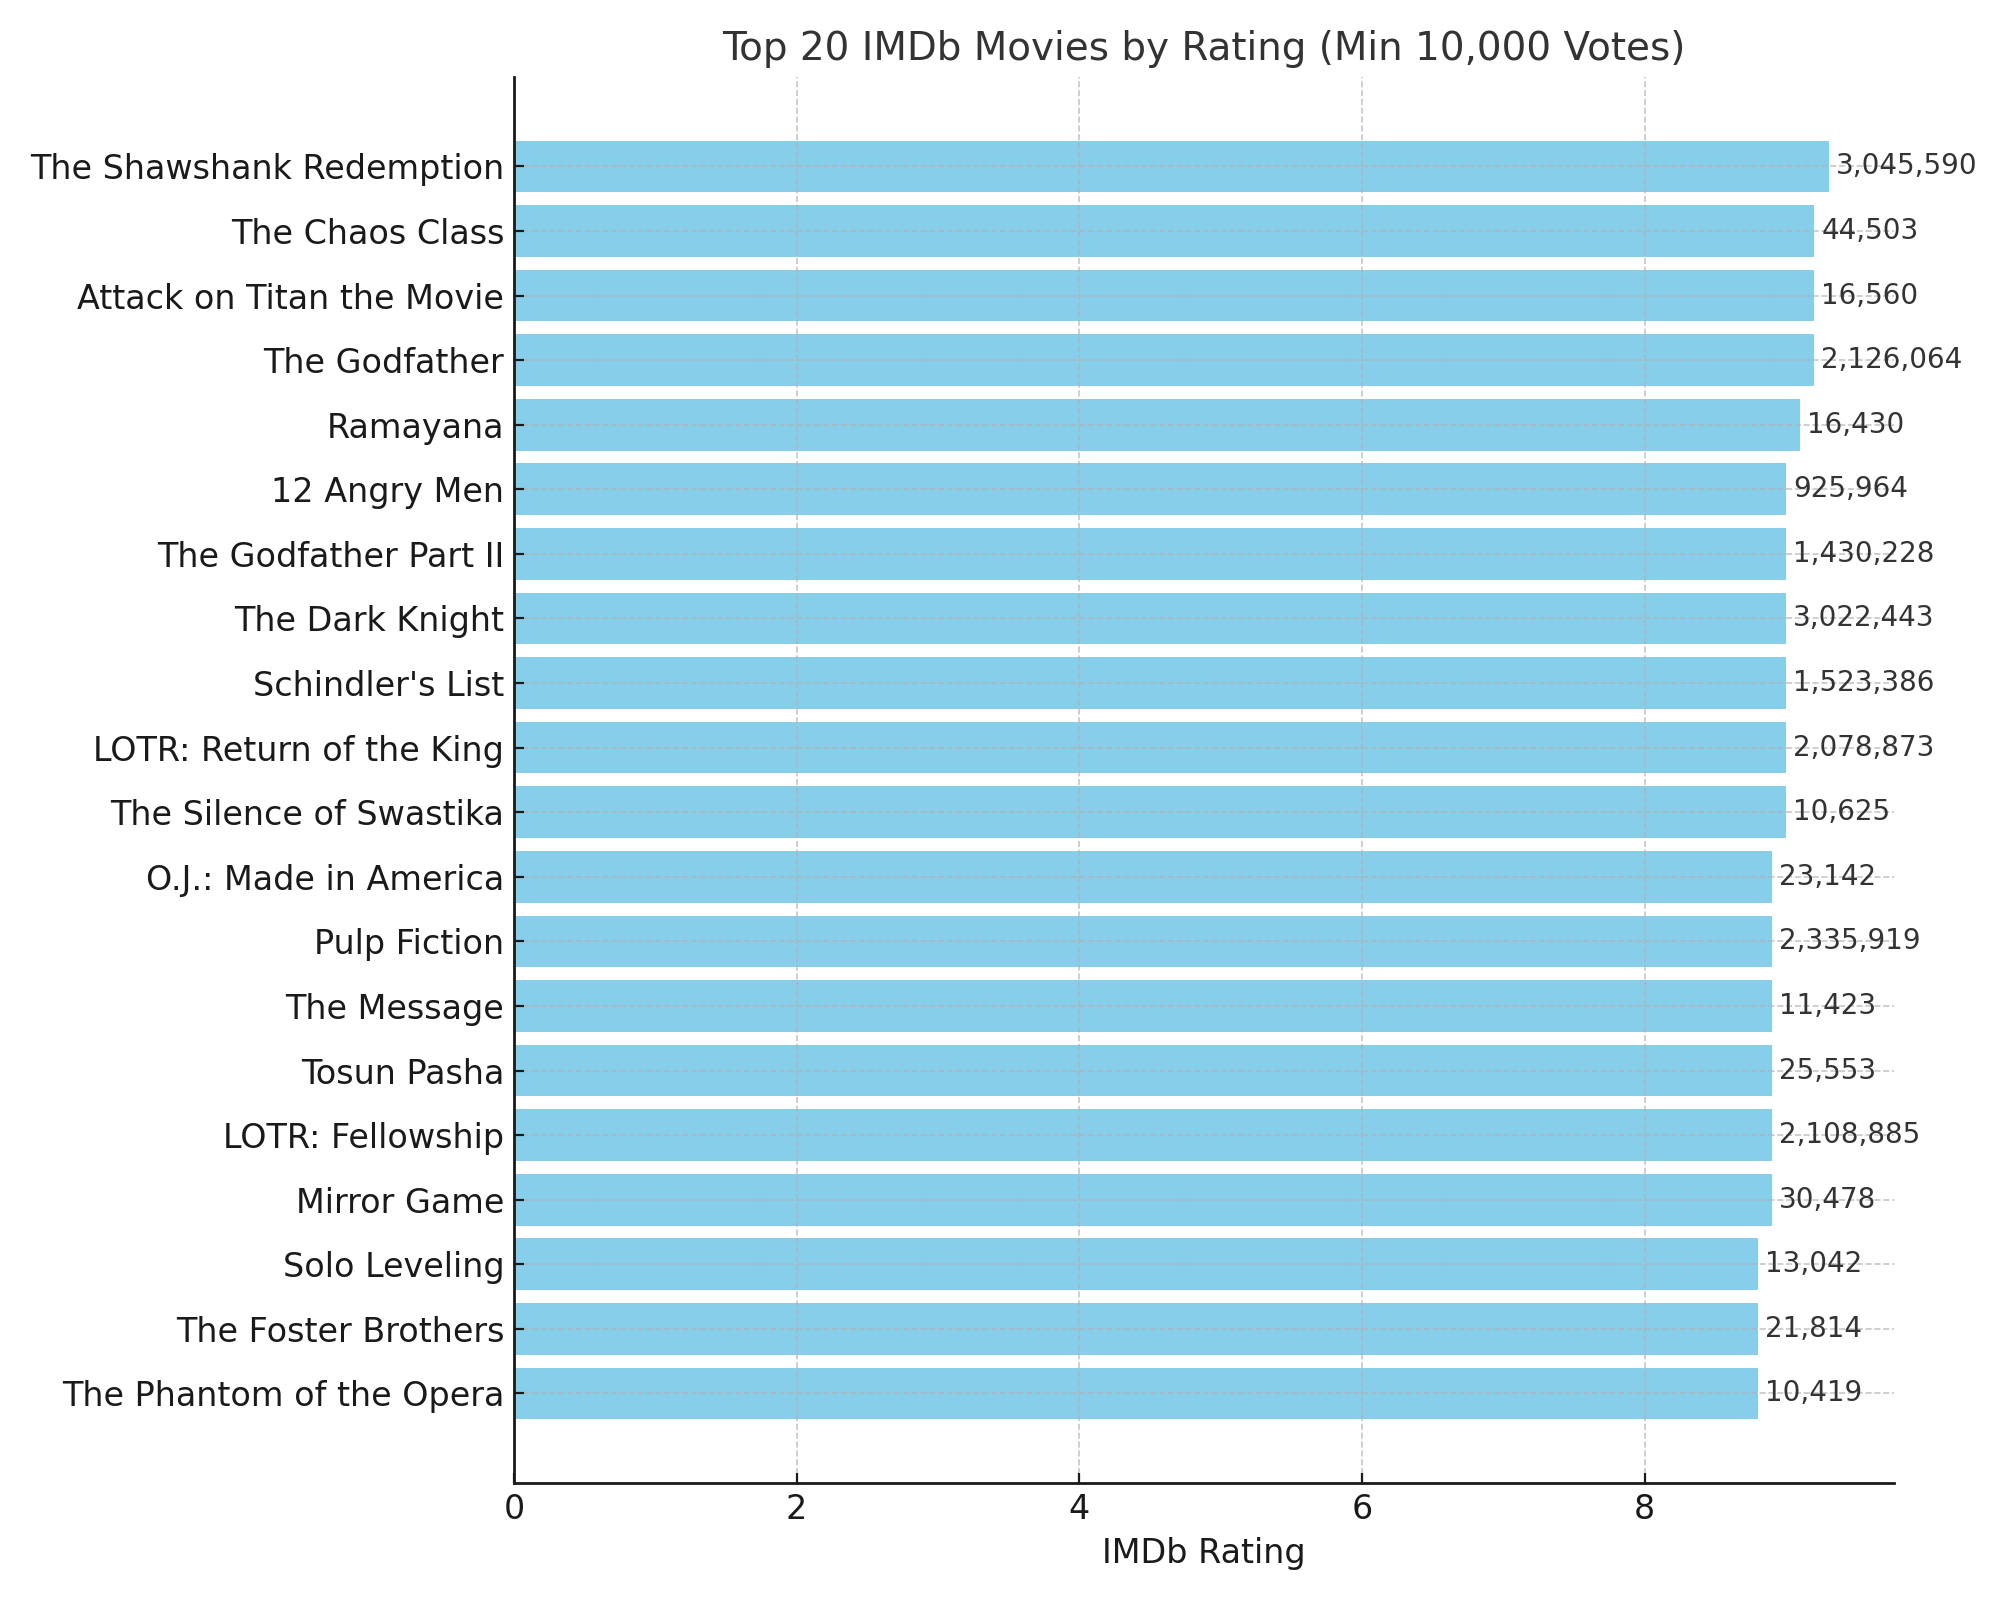 Top 20 IMDb Movies by Rating (Min 10,000 Votes)
The Shawshank Redemption 3,045,590
The Chaos Class 44,503
Attack on Titan the Movie 16,560
The Godfather 2,126,064
Ramayana 16,430
12 Angry Men 925,964
The Godfather Part II 1,430,228
The Dark Knight 3,022,443
Schindler's List 1,523,386
LOTR: Return of the King 2,078,873
The Silence of Swastika 10,625
O.J.: Made in America 23,142
Pulp Fiction 2,335,919
The Message 11,423
Tosun Pasha 25,553
LOTR: Fellowship 2,108,885
Mirror Game 30,478
Solo Leveling 13,042
The Foster Brothers 21,814
The Phantom of the Opera 10,419
0 2 4 6 8
IMDb Rating